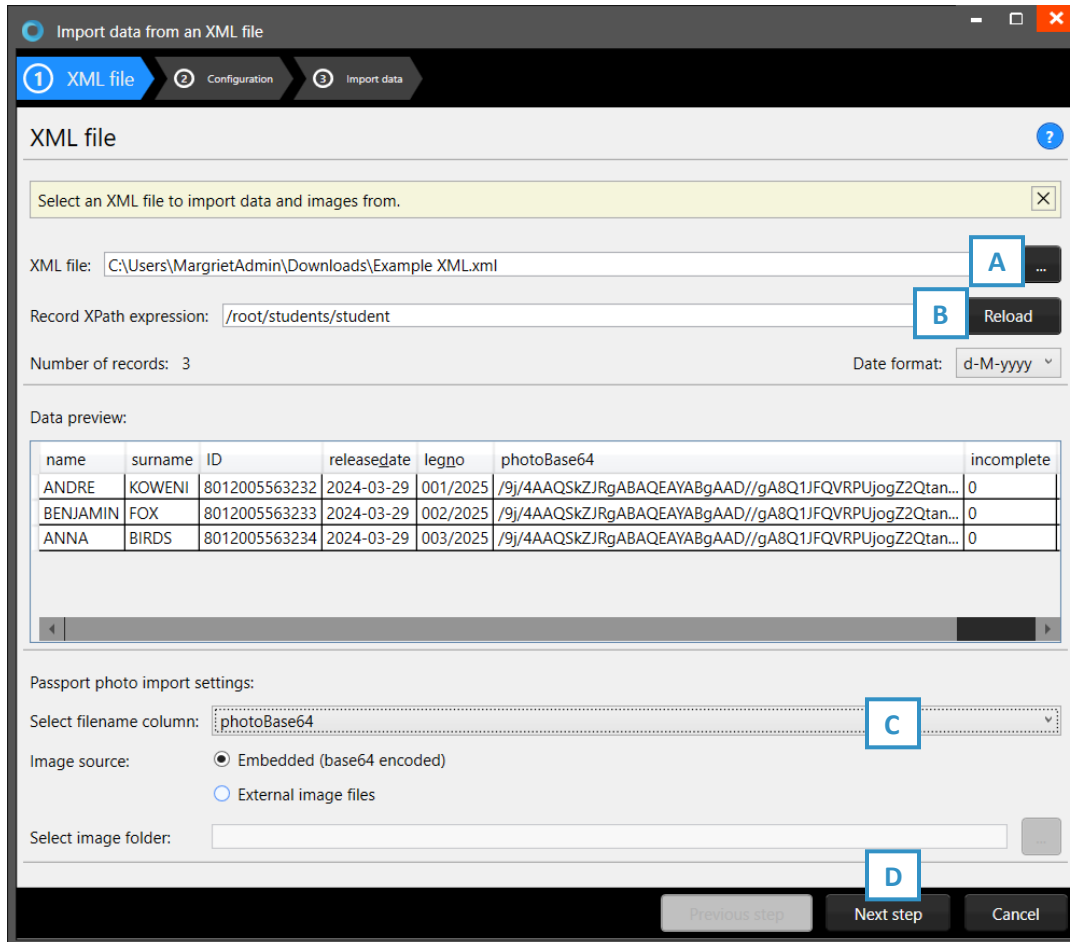 Import data from an XML file
1 XML file 2 Configuration 3 Import data
XML file ?
Select an XML file to import data and images from.
XML file: C:\Users\MargrietAdmin\Downloads\Example XML.xml A ...
Record XPath expression: /root/students/student B Reload
Number of records: 3 Date format: d-M-yyyy
Data preview:
name surname ID releasedate legno photoBase64 incomplete
ANDRE KOWENI 8012005563232 2024-03-29 001/2025 /9j/4AAQSkZJRgABAQEAYABgAAD//gA8Q1JFQVRPUjogZ2Qtan... 0
BENJAMIN FOX 8012005563233 2024-03-29 002/2025 /9j/4AAQSkZJRgABAQEAYABgAAD//gA8Q1JFQVRPUjogZ2Qtan... 0
ANNA BIRDS 8012005563234 2024-03-29 003/2025 /9j/4AAQSkZJRgABAQEAYABgAAD//gA8Q1JFQVRPUjogZ2Qtan... 0
Passport photo import settings:
Select filename column: photoBase64 C
Image source: Embedded (base64 encoded)
External image files
Select image folder: ...
D
Previous step Next step Cancel